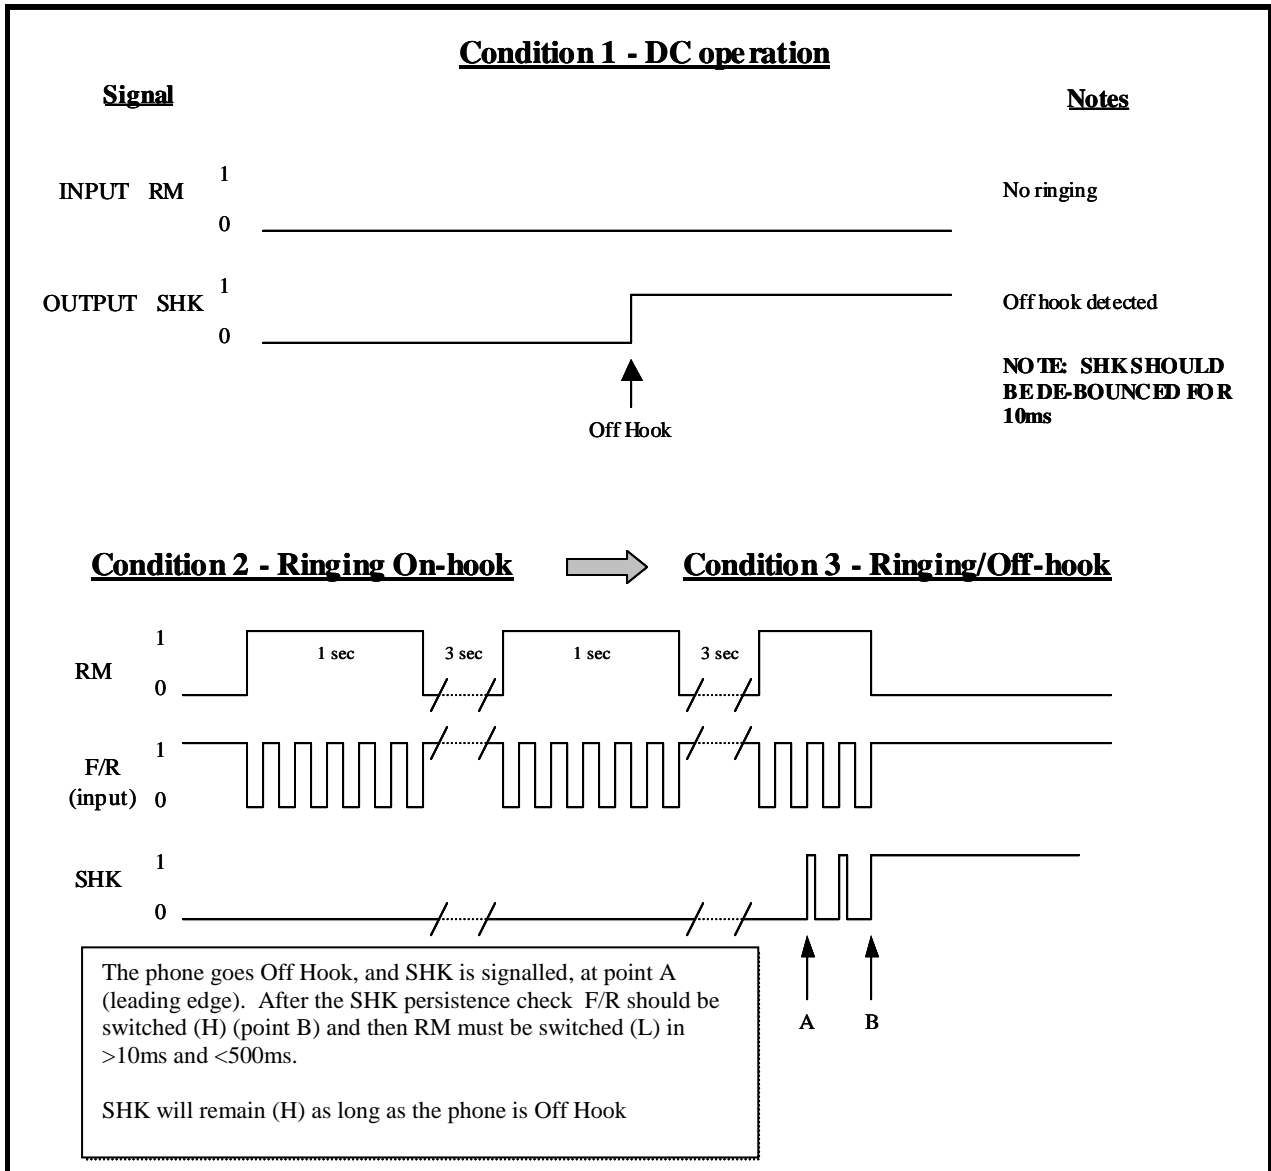 Condition 1 - DC operation
Signal
Notes
INPUT RM
1
0
No ringing
OUTPUT SHK
1
0
Off hook detected
NOTE: SHK SHOULD
BE DE-BOUNCED FOR
10ms
Off Hook
Condition 2 - Ringing On-hook
Condition 3 - Ringing/Off-hook
RM
1
0
1 sec
3 sec
1 sec
3 sec
F/R
(input)
1
0
SHK
1
0
The phone goes Off Hook, and SHK is signalled, at point A
(leading edge). After the SHK persistence check F/R should be
switched (H) (point B) and then RM must be switched (L) in
>10ms and <500ms.
SHK will remain (H) as long as the phone is Off Hook
A
B